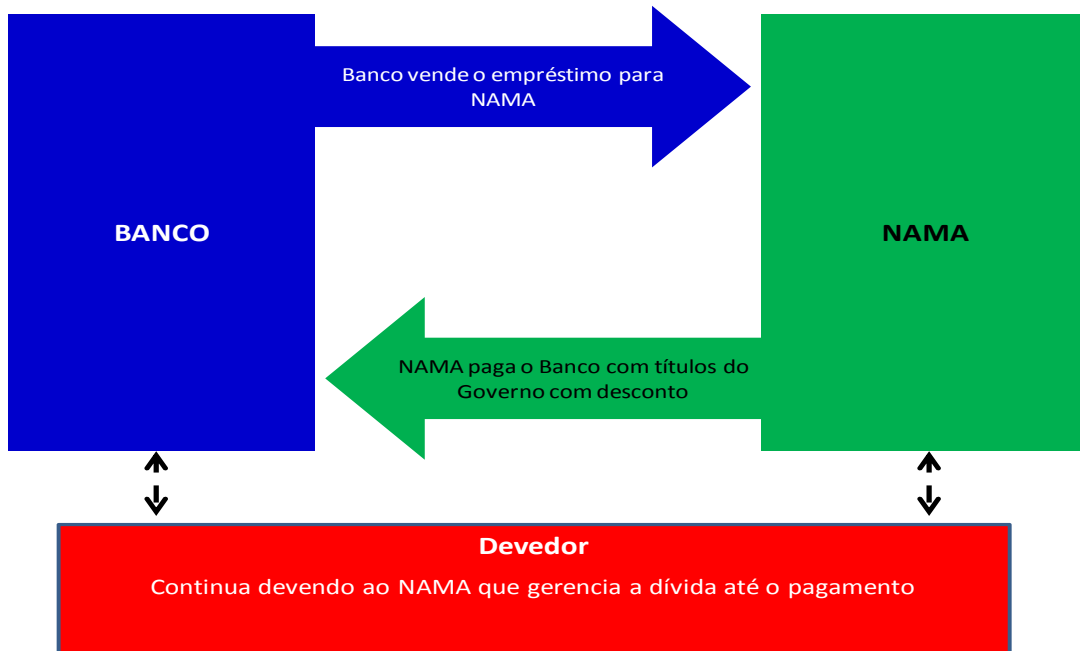 Banco vende o empréstimo para
NAMA
BANCO
NAMA
NAMA paga o Banco com títulos do
Governo com desconto
Devedor
Continua devendo ao NAMA que gerencia a dívida até o pagamento